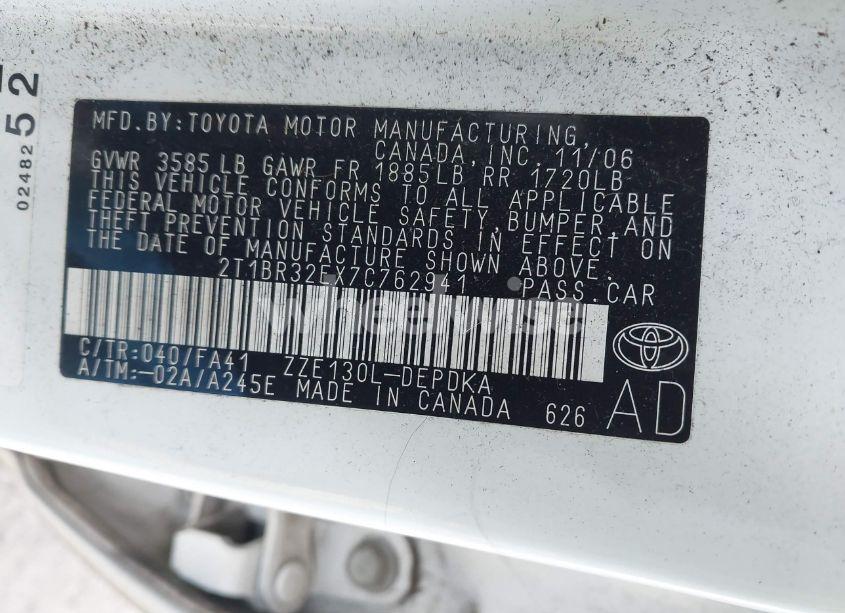 52
02482
MFD.BY:TOYOTA MOTOR MANUFACTURING,
CANADA,INC. 11/06
GVWR 3585 LB GAWR FR 1885LB RR 1720LB
THIS VEHICLE CONFORMS TO ALL APPLICABLE
FEDERAL MOTOR VEHICLE SAFETY,BUMPER,AND
THEFT PREVENTION STANDARDS IN EFFECT ON
THE DATE OF MANUFACTURE SHOWN ABOVE.
2T1BR32EX7C762941 PASS.CAR
wheelwise
C/TR:040/FA41 ZZE130L-DEPDKA
A/TM:-02A/A245E MADE IN CANADA 626 AD